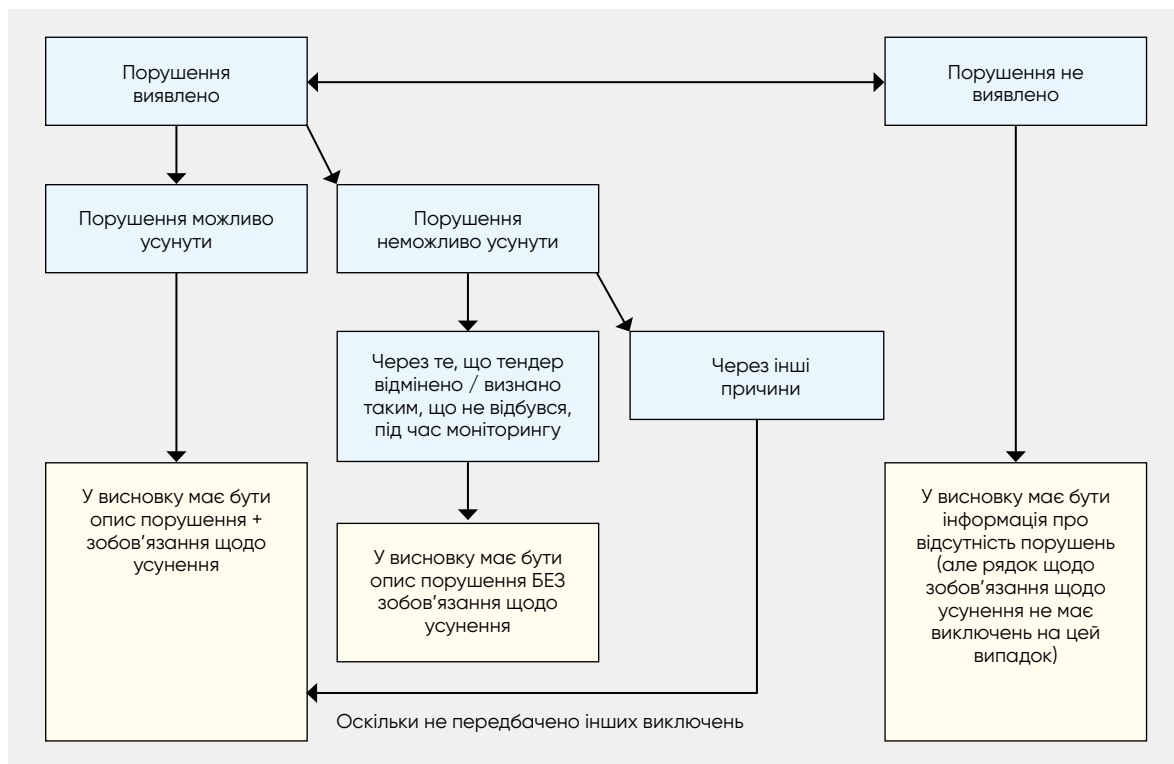 Порушення
виявлено
Порушення не
виявлено
Порушення можливо
усунути
Порушення
неможливо усунути
Через те, що тендер
відмінено / визнано
таким, що не відбувся,
під час моніторингу
Через інші
причини
У висновку має бути
опис порушення +
зобов’язання щодо
усунення
У висновку має бути
опис порушення БЕЗ
зобов’язання щодо
усунення
У висновку має бути
інформація про
відсутність порушень
(але рядок щодо
зобов’язання щодо
усунення не має
виключень на цей
випадок)
Оскільки не передбачено інших виключень